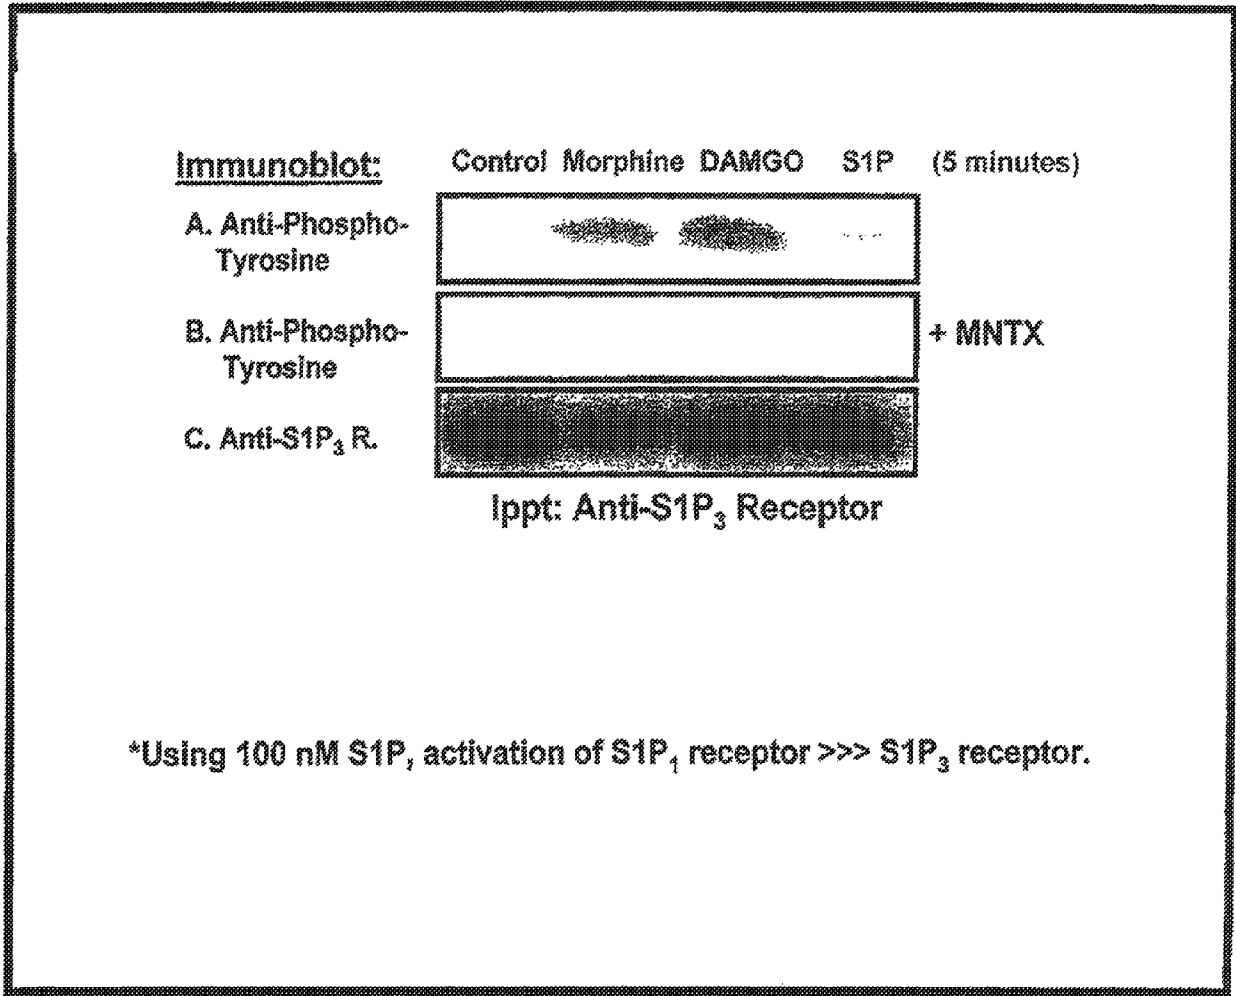 Immunoblot: Control Morphine DAMGO S1P (5 minutes)
A. Anti-Phospho-
Tyrosine
B. Anti-Phospho-
Tyrosine
+ MNTX
C. Anti-S1P₃ R.
Ippt: Anti-S1P₃ Receptor
*Using 100 nM S1P, activation of S1P₁ receptor >>> S1P₃ receptor.